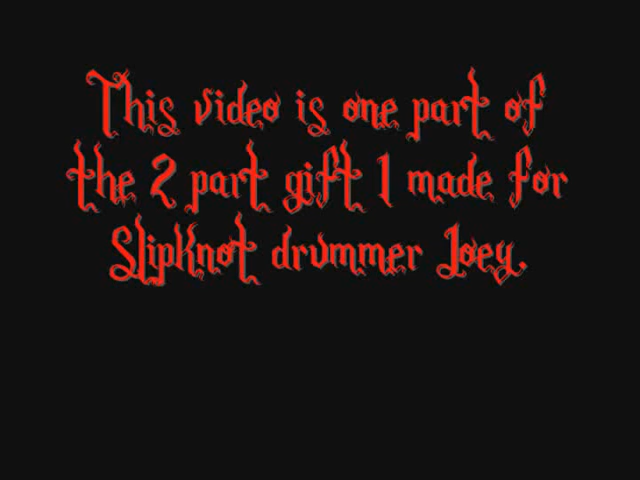 This video is one part of
the 2 part gift I made for
SlipKnot drummer Joey.